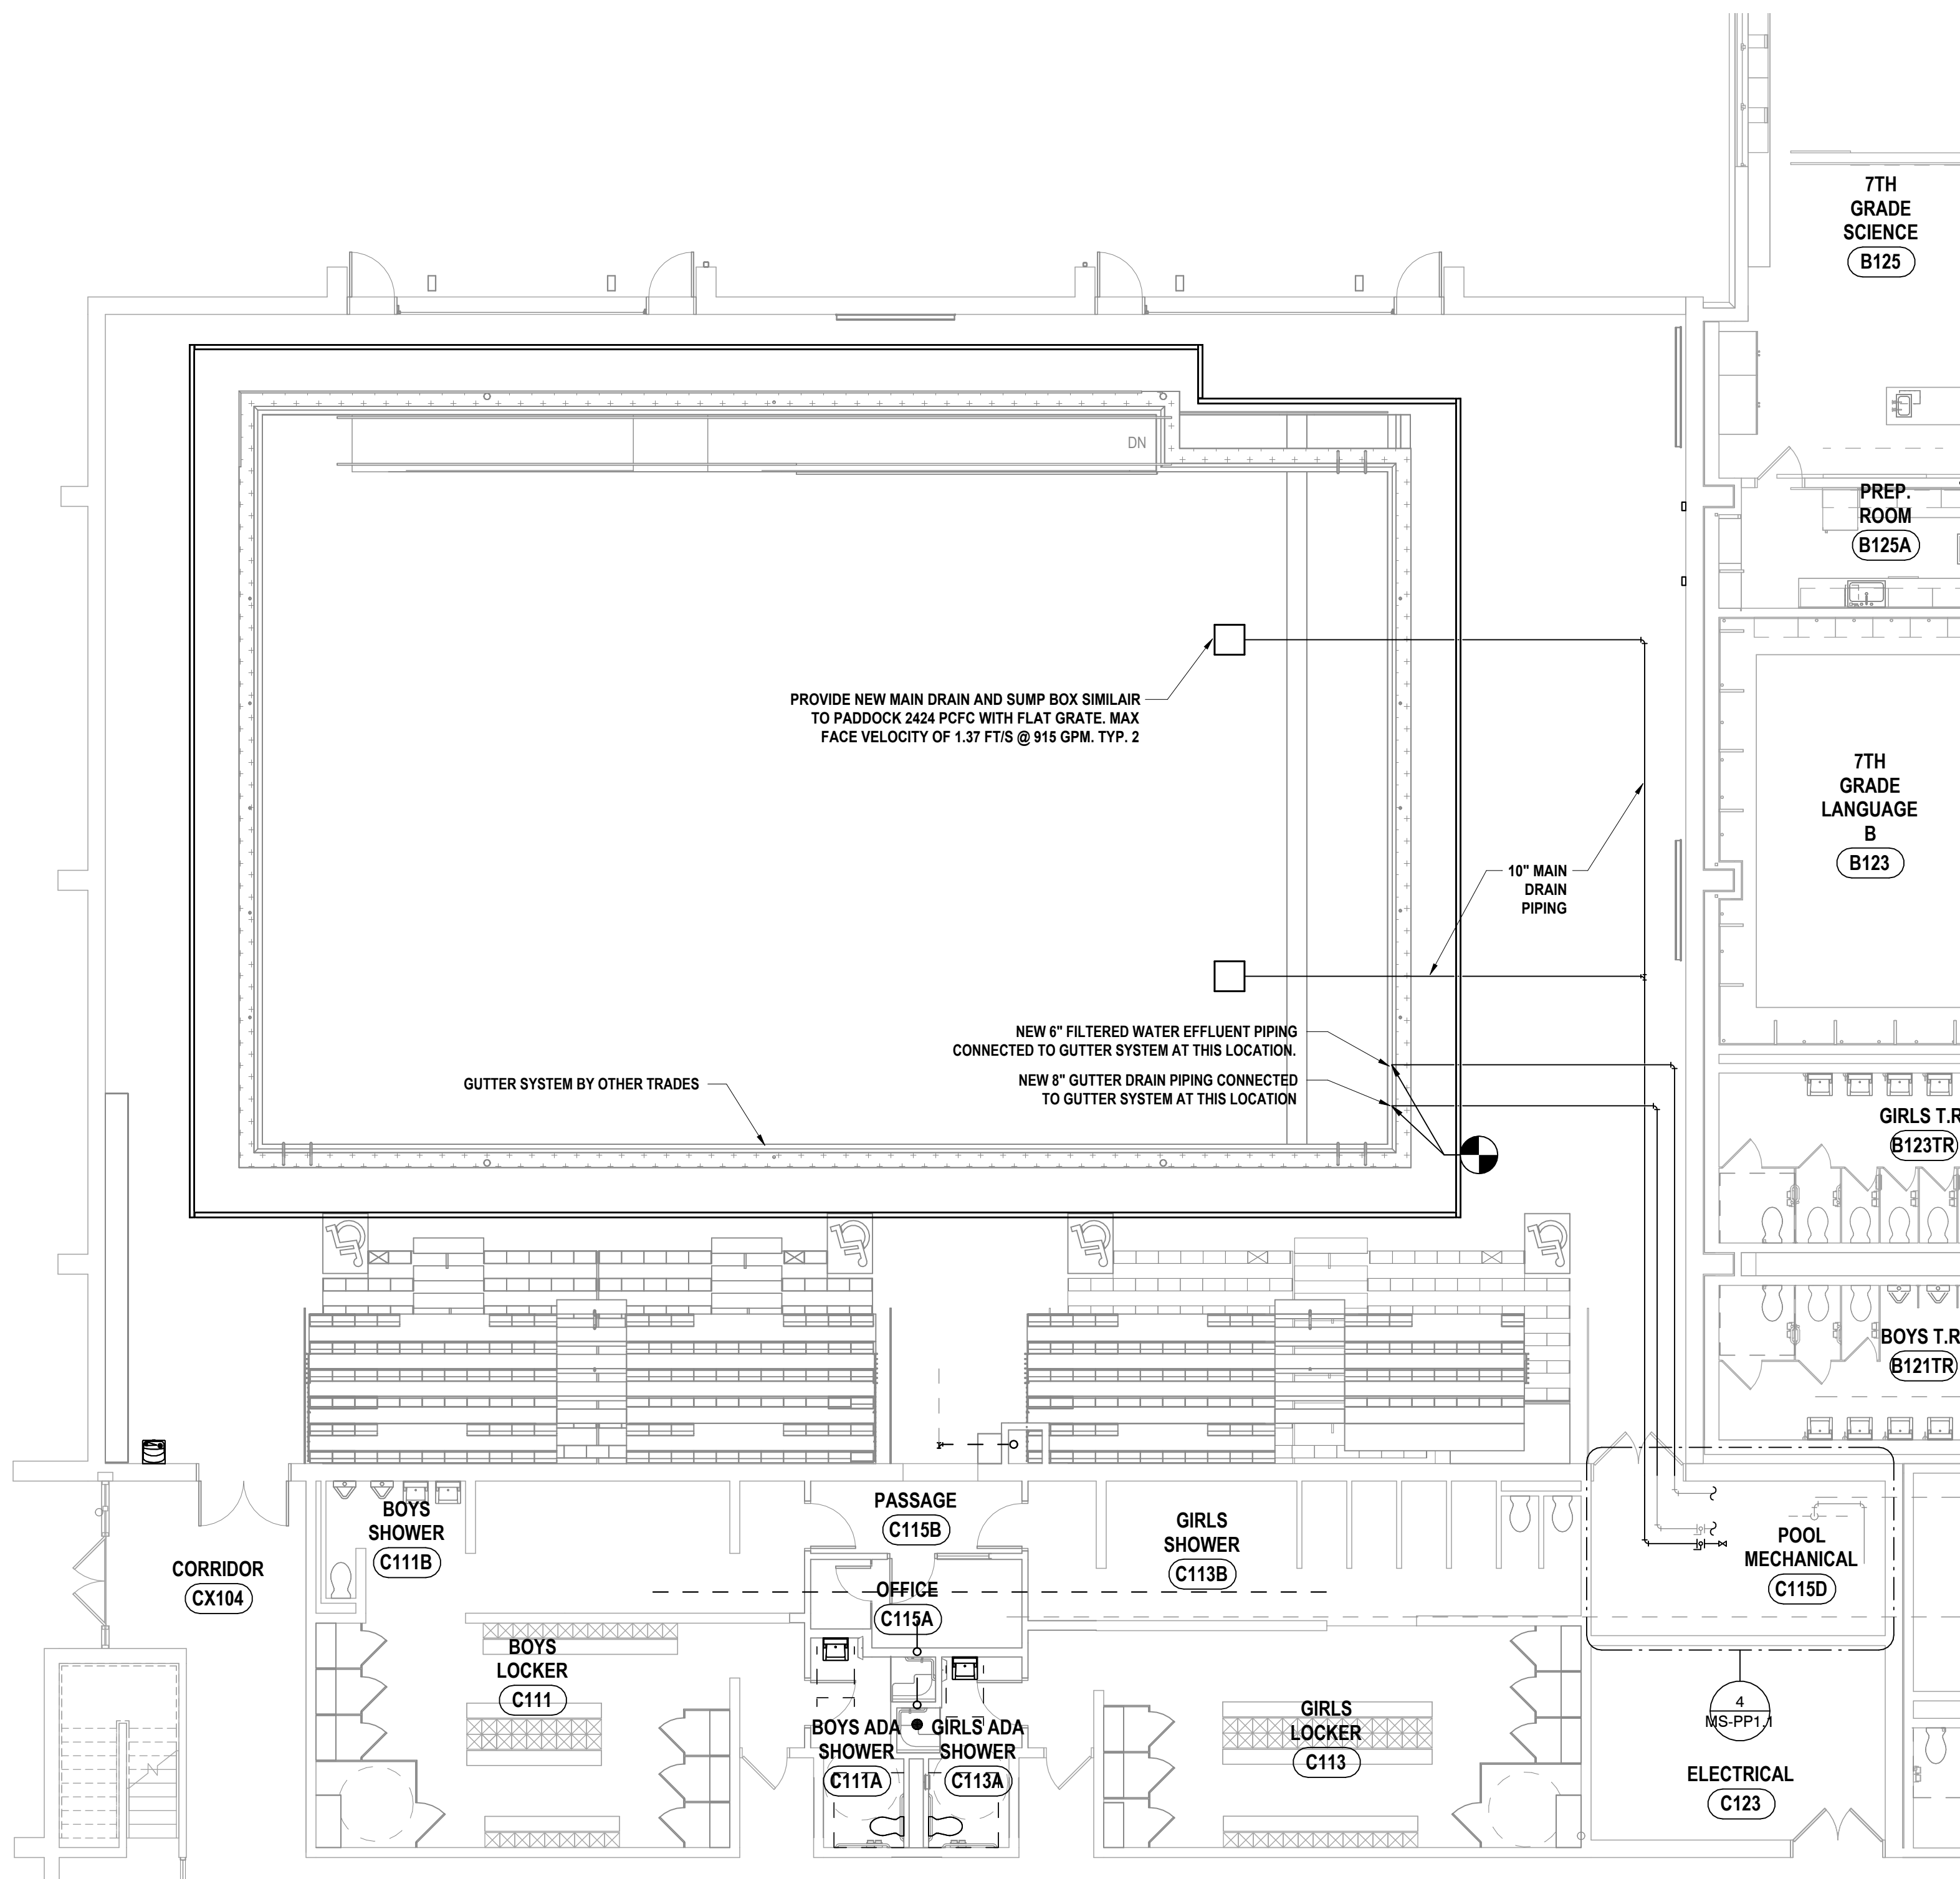 7TH
GRADE
SCIENCE
B125
DN
PREP.
ROOM
B125A
PROVIDE NEW MAIN DRAIN AND SUMP BOX SIMILAIR
TO PADDOCK 2424 PCFC WITH FLAT GRATE. MAX
FACE VELOCITY OF 1.37 FT/S @ 915 GPM. TYP. 2
7TH
GRADE
LANGUAGE
B
B123
10" MAIN
DRAIN
PIPING
NEW 6" FILTERED WATER EFFLUENT PIPING
CONNECTED TO GUTTER SYSTEM AT THIS LOCATION.
NEW 8" GUTTER DRAIN PIPING CONNECTED
TO GUTTER SYSTEM AT THIS LOCATION
GUTTER SYSTEM BY OTHER TRADES
GIRLS T.R
B123TR
BOYS T.R
B121TR
BOYS
SHOWER
C111B
PASSAGE
C115B
GIRLS
SHOWER
C113B
POOL
MECHANICAL
C115D
CORRIDOR
CX104
OFFICE
C115A
BOYS
LOCKER
C111
BOYS ADA
SHOWER
C111A
GIRLS ADA
SHOWER
C113A
GIRLS
LOCKER
C113
4
MS-PP1.1
ELECTRICAL
C123